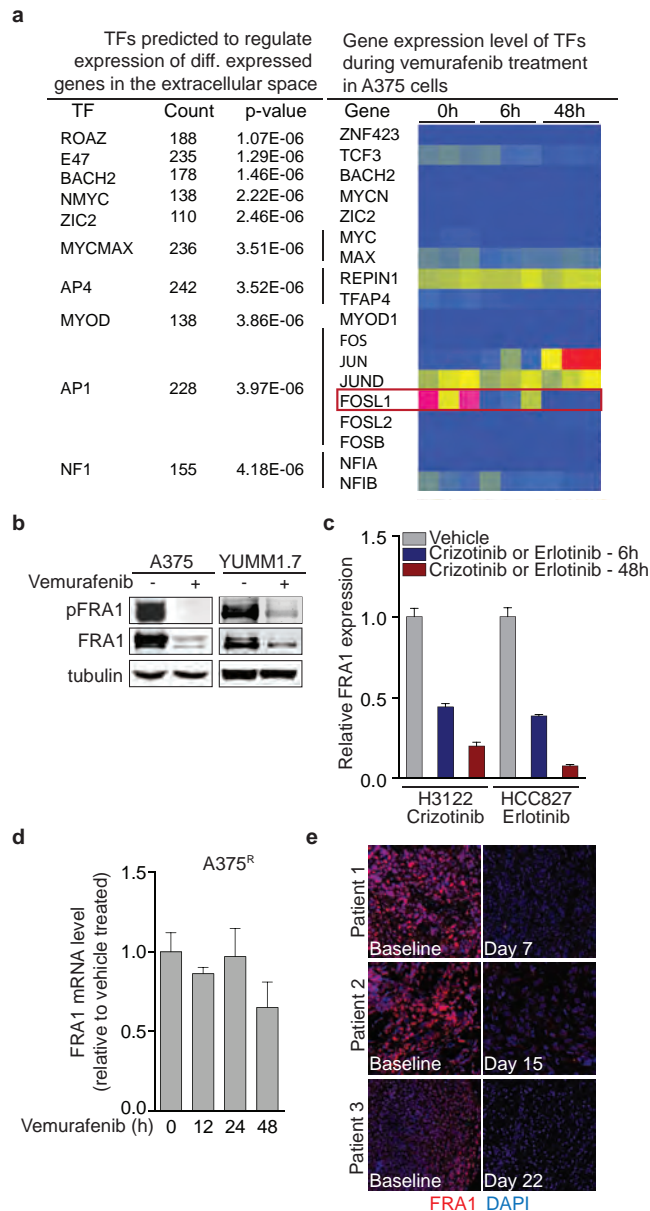 a
TFs predicted to regulate
expression of diff. expressed
genes in the extracellular space
Gene expression level of TFs
during vemurafenib treatment
in A375 cells
TF Count p-value
Gene 0h 6h 48h
ROAZ 188 1.07E-06
E47 235 1.29E-06
BACH2 178 1.46E-06
NMYC 138 2.22E-06
ZIC2 110 2.46E-06
MYCMAX 236 3.51E-06
AP4 242 3.52E-06
MYOD 138 3.86E-06
AP1 228 3.97E-06
NF1 155 4.18E-06
ZNF423
TCF3
BACH2
MYCN
ZIC2
MYC
MAX
REPIN1
TFAP4
MYOD1
FOS
JUN
JUND
FOSL1
FOSL2
FOSB
NFIA
NFIB
b
A375 YUMM1.7
Vemurafenib - + - +
pFRA1
FRA1
tubulin
c
Relative FRA1 expression
1.5
1.0
0.5
0.0
Vehicle
Crizotinib or Erlotinib - 6h
Crizotinib or Erlotinib - 48h
H3122 HCC827
Crizotinib Erlotinib
d
A375R
FRA1 mRNA level
(relative to vehicle treated)
1.5
1.0
0.5
0.0
Vemurafenib (h) 0 12 24 48
e
Patient 1
Baseline Day 7
Patient 2
Baseline Day 15
Patient 3
Baseline Day 22
FRA1 DAPI